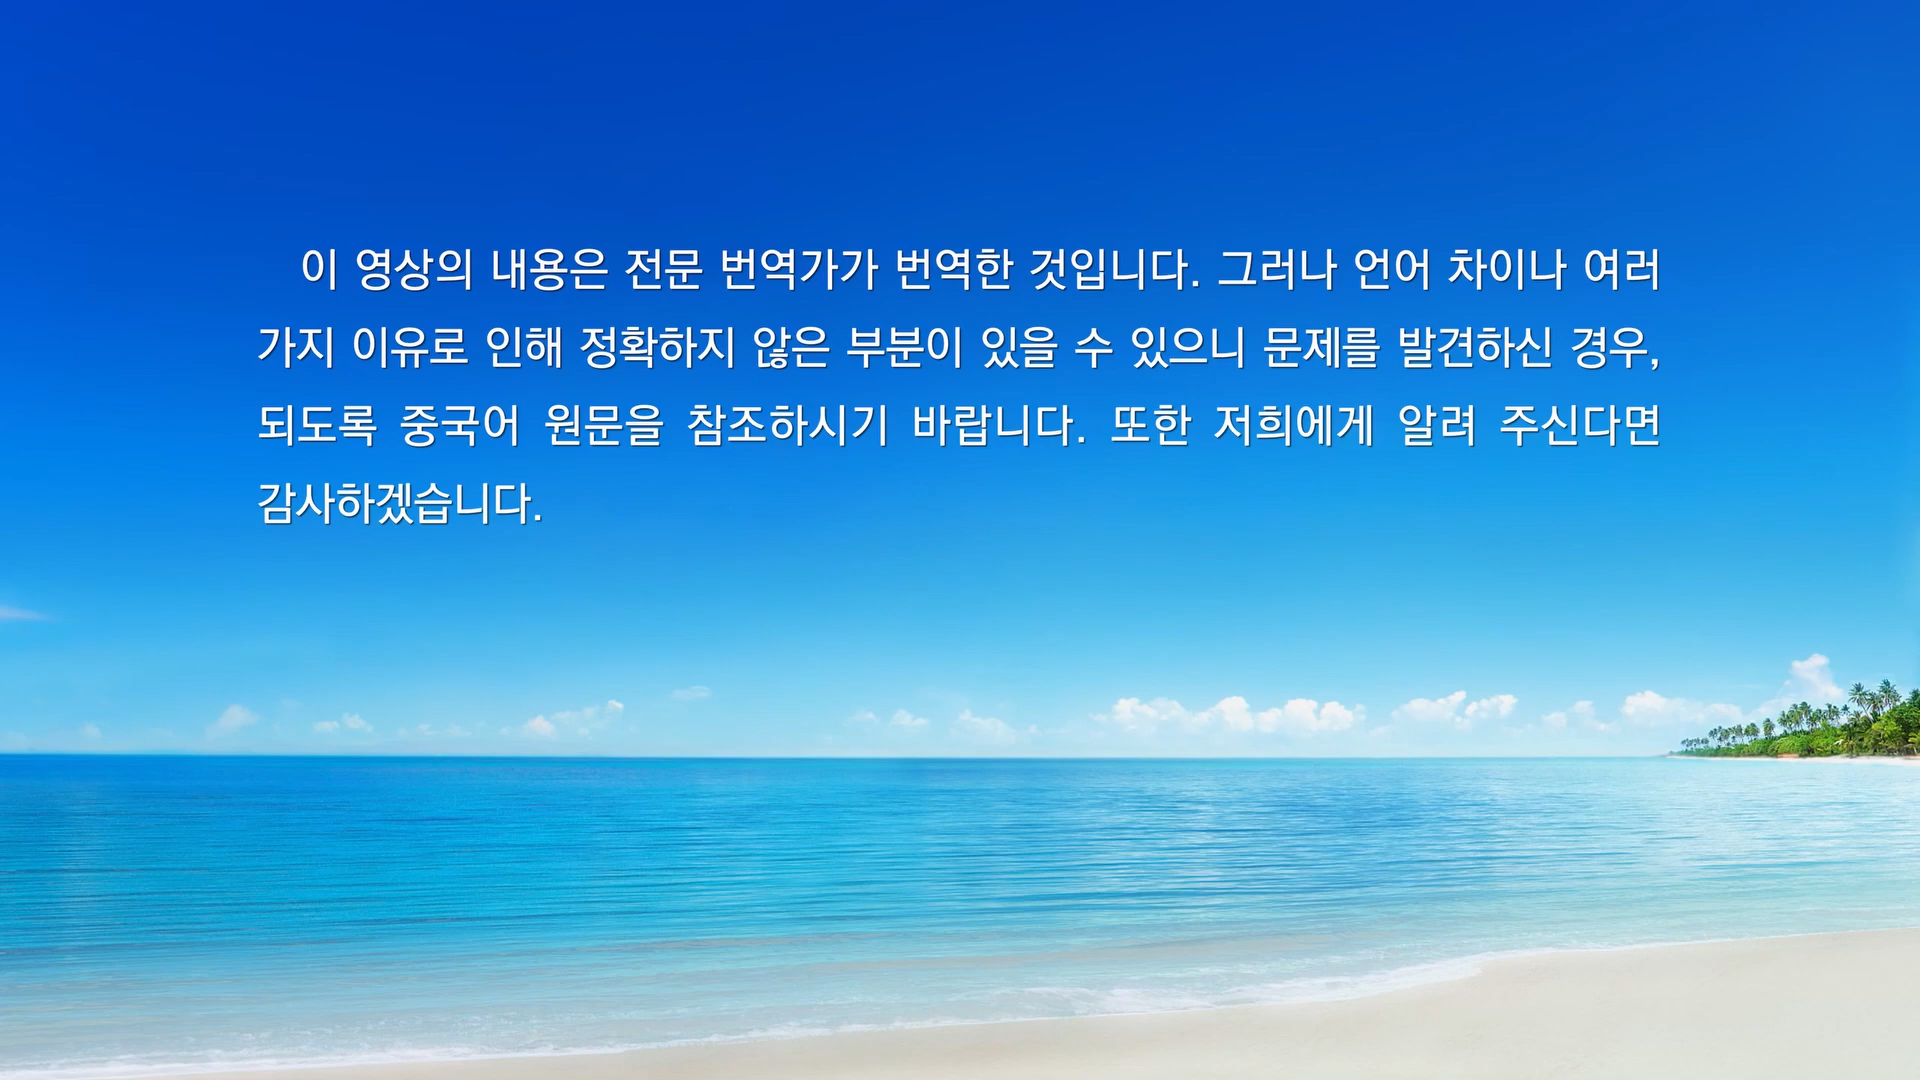 이 영상의 내용은 전문 번역가가 번역한 것입니다. 그러나 언어 차이나 여러
가지 이유로 인해 정확하지 않은 부분이 있을 수 있으니 문제를 발견하신 경우,
되도록 중국어 원문을 참조하시기 바랍니다. 또한 저희에게 알려 주신다면
감사하겠습니다.